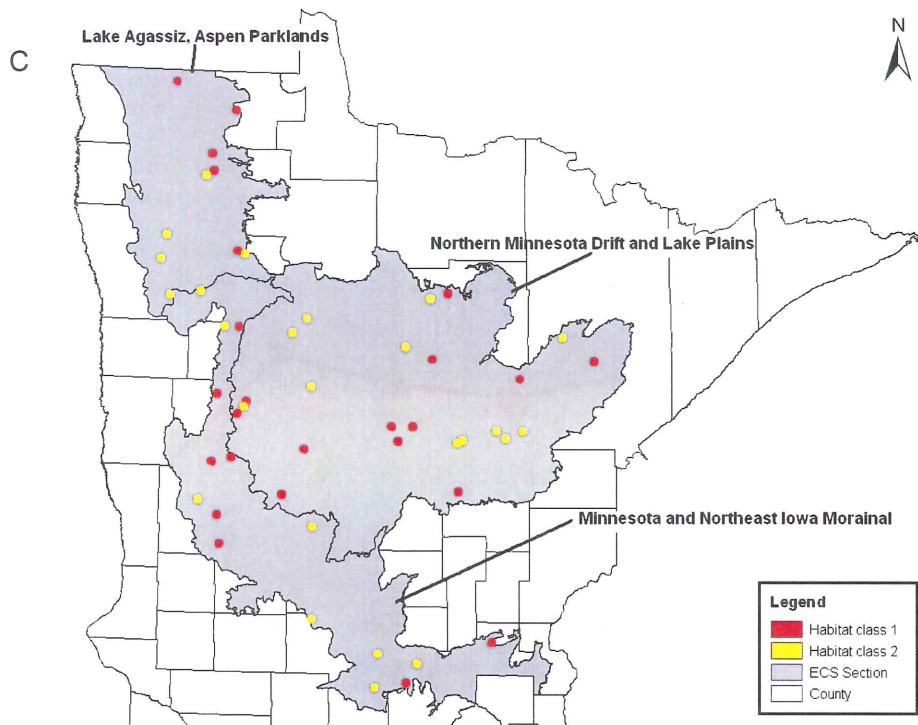 C
Lake Agassiz, Aspen Parklands
N
Northern Minnesota Drift and Lake Plains
Minnesota and Northeast Iowa Morainal
Legend
Habitat class 1
Habitat class 2
ECS Section
County